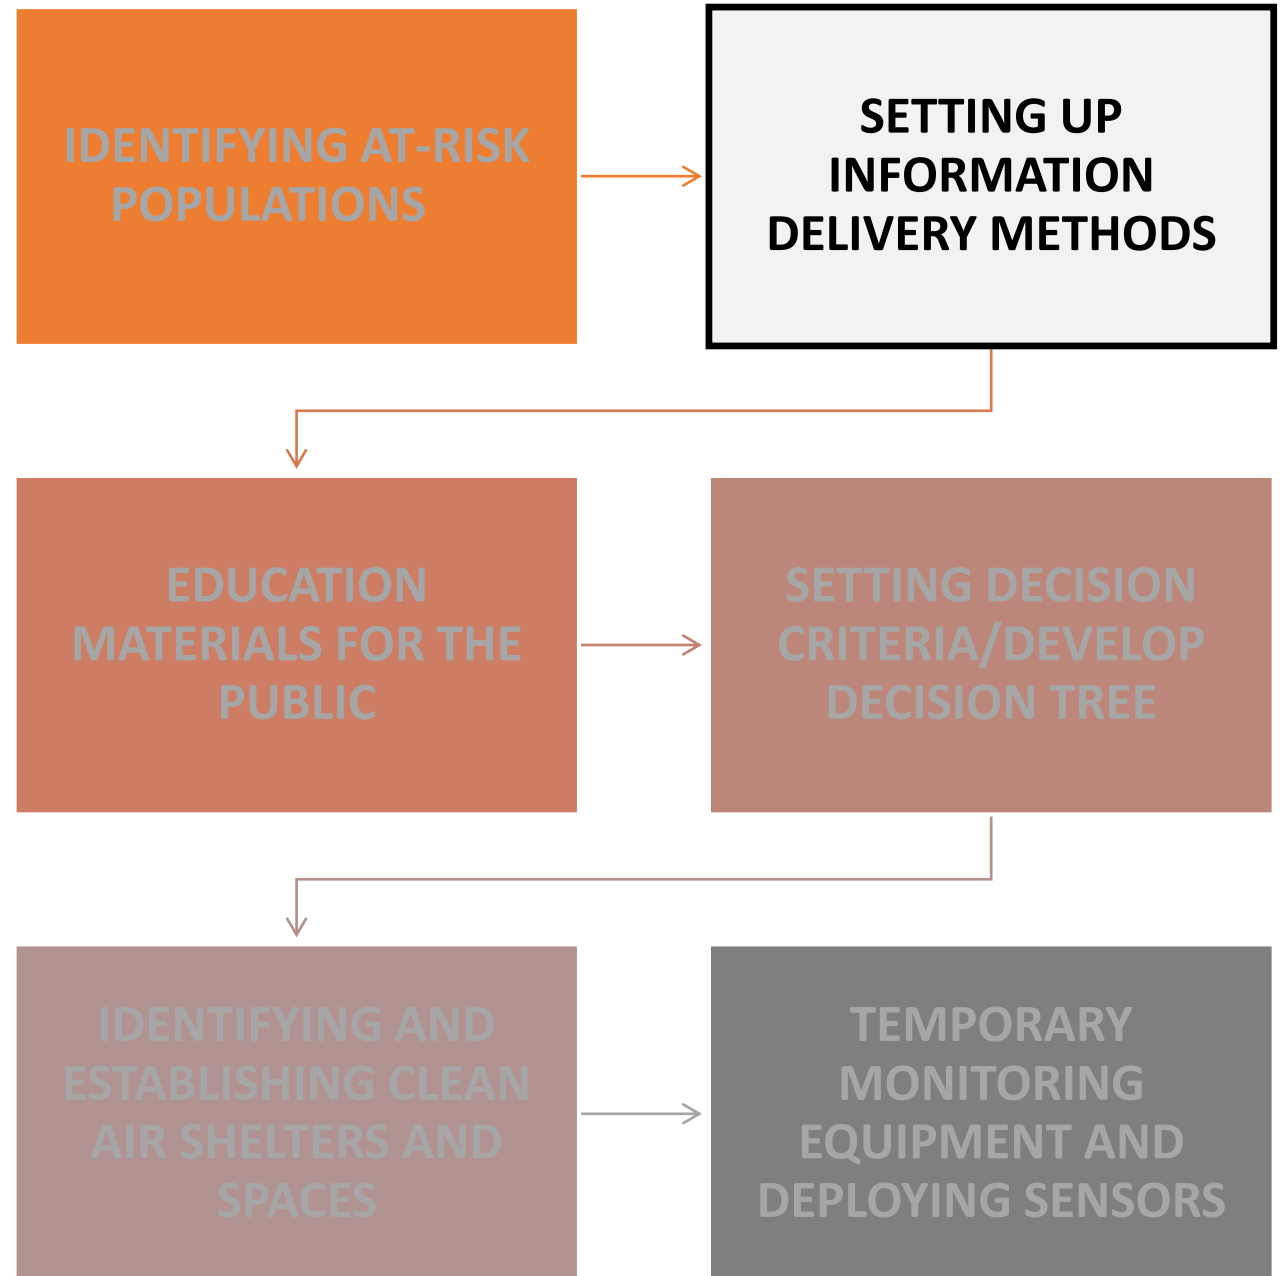 IDENTIFYING AT-RISK
POPULATIONS
SETTING UP
INFORMATION
DELIVERY METHODS
EDUCATION
MATERIALS FOR THE
PUBLIC
SETTING DECISION
CRITERIA/DEVELOP
DECISION TREE
IDENTIFYING AND
ESTABLISHING CLEAN
AIR SHELTERS AND
SPACES
TEMPORARY
MONITORING
EQUIPMENT AND
DEPLOYING SENSORS